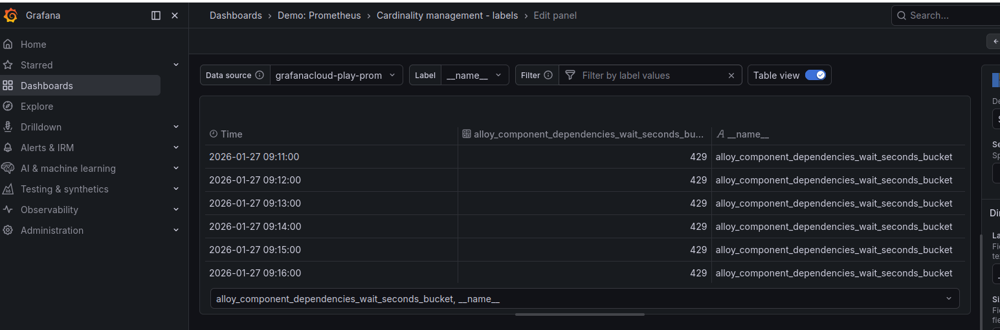 Grafana
Dashboards › Demo: Prometheus › Cardinality management - labels › Edit panel
Search...
Home
Starred
Dashboards
Explore
Drilldown
Alerts & IRM
AI & machine learning
Testing & synthetics
Observability
Administration
Data source grafanacloud-play-prom Label __name__ Filter Filter by label values Table view
Time alloy_component_dependencies_wait_seconds_bu... __name__
2026-01-27 09:11:00 429 alloy_component_dependencies_wait_seconds_bucket
2026-01-27 09:12:00 429 alloy_component_dependencies_wait_seconds_bucket
2026-01-27 09:13:00 429 alloy_component_dependencies_wait_seconds_bucket
2026-01-27 09:14:00 429 alloy_component_dependencies_wait_seconds_bucket
2026-01-27 09:15:00 429 alloy_component_dependencies_wait_seconds_bucket
2026-01-27 09:16:00 429 alloy_component_dependencies_wait_seconds_bucket
alloy_component_dependencies_wait_seconds_bucket, __name__